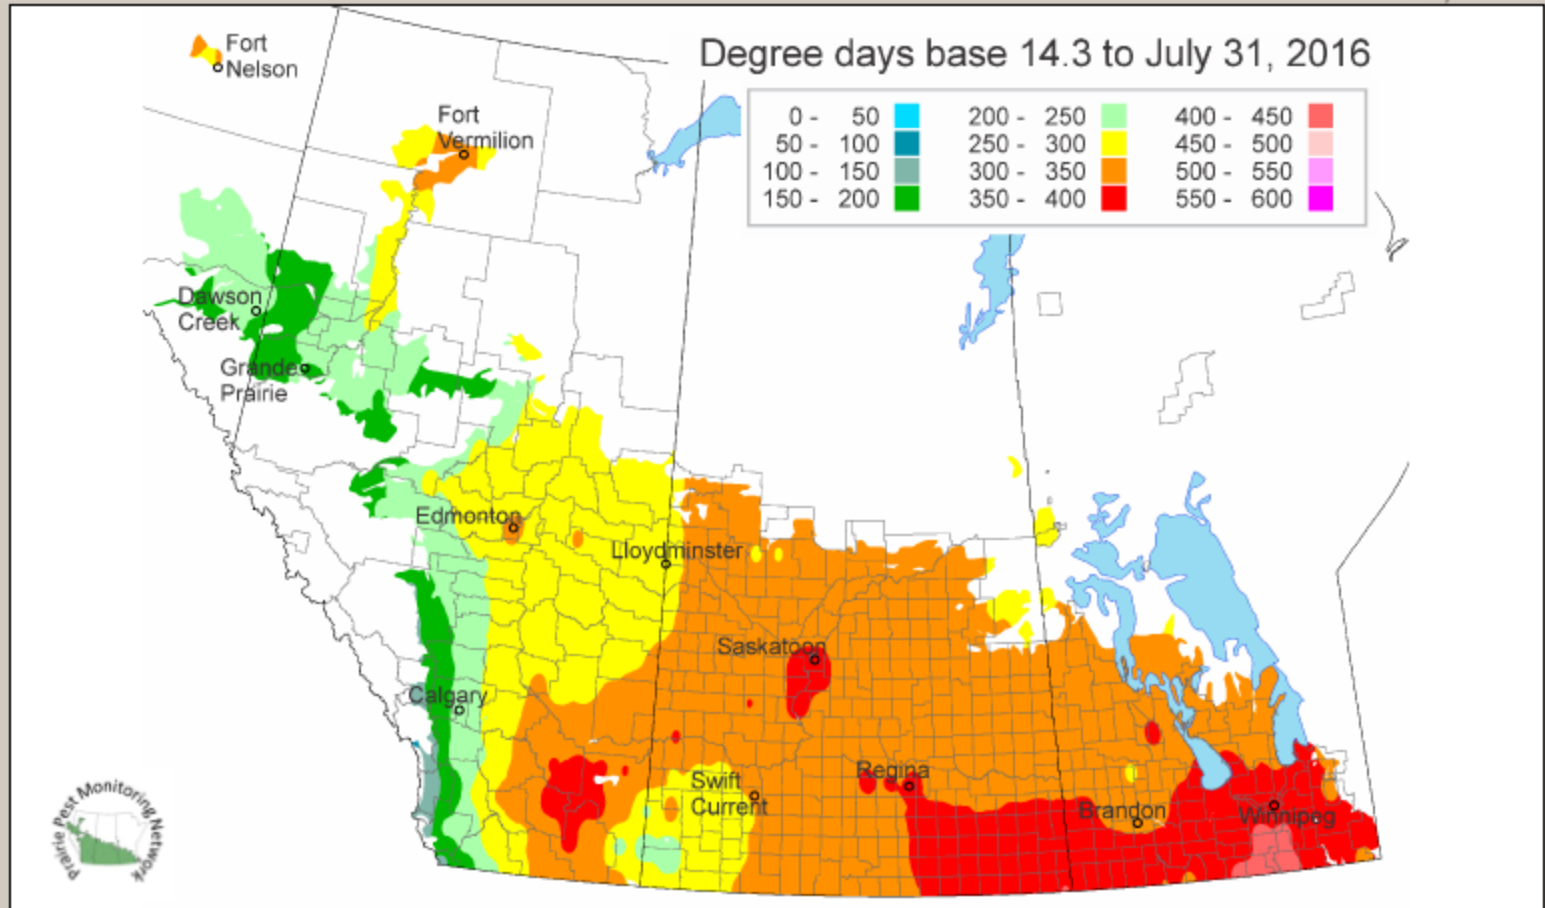 Degree days base 14.3 to July 31, 2016
0 - 50
50 - 100
100 - 150
150 - 200
200 - 250
250 - 300
300 - 350
350 - 400
400 - 450
450 - 500
500 - 550
550 - 600
Fort
Nelson
Fort
Vermilion
Dawson
Creek
Grande
Prairie
Edmonton
Lloydminster
Saskatoon
Calgary
Swift
Current
Regina
Brandon
Winnipeg
Prairie Pest Monitoring Network